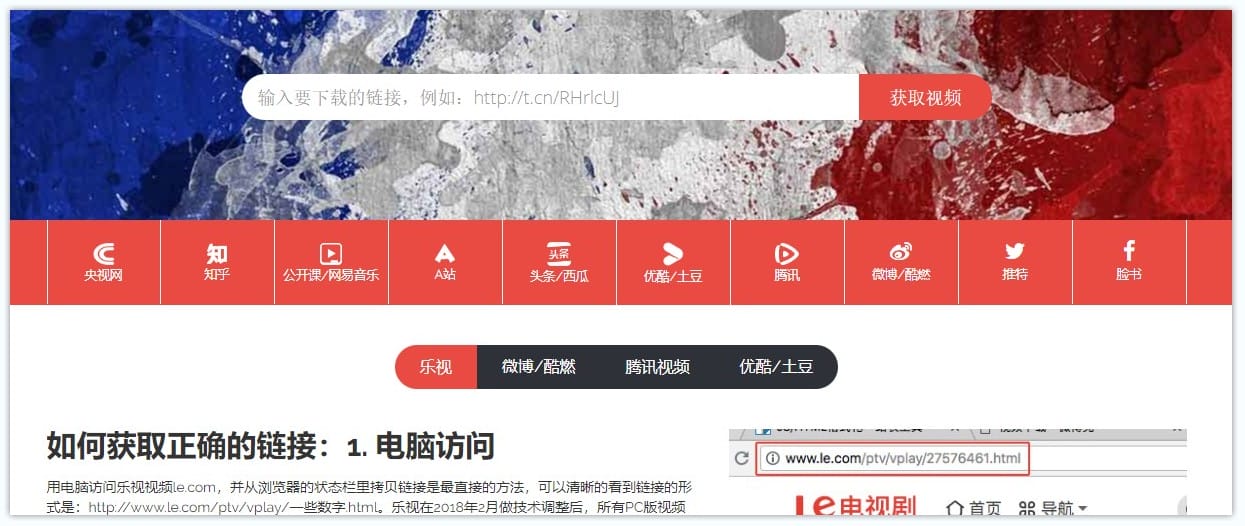 输入要下载的链接，例如：http://t.cn/RHrlcUJ
获取视频
央视网
知
知乎
公开课/网易音乐
A站
头条
头条/西瓜
优酷/土豆
腾讯
微博/酷燃
推特
脸书
乐视
微博/酷燃
腾讯视频
优酷/土豆
如何获取正确的链接：1. 电脑访问
用电脑访问乐视视频le.com，并从浏览器的状态栏里拷贝链接是最直接的方法，可以清晰的看到链接的形
式是：http://www.le.com/ptv/vplay/一些数字.html。乐视在2018年2月做技术调整后，所有PC版视频
www.le.com/ptv/vplay/27576461.html
le电视剧
首页
导航